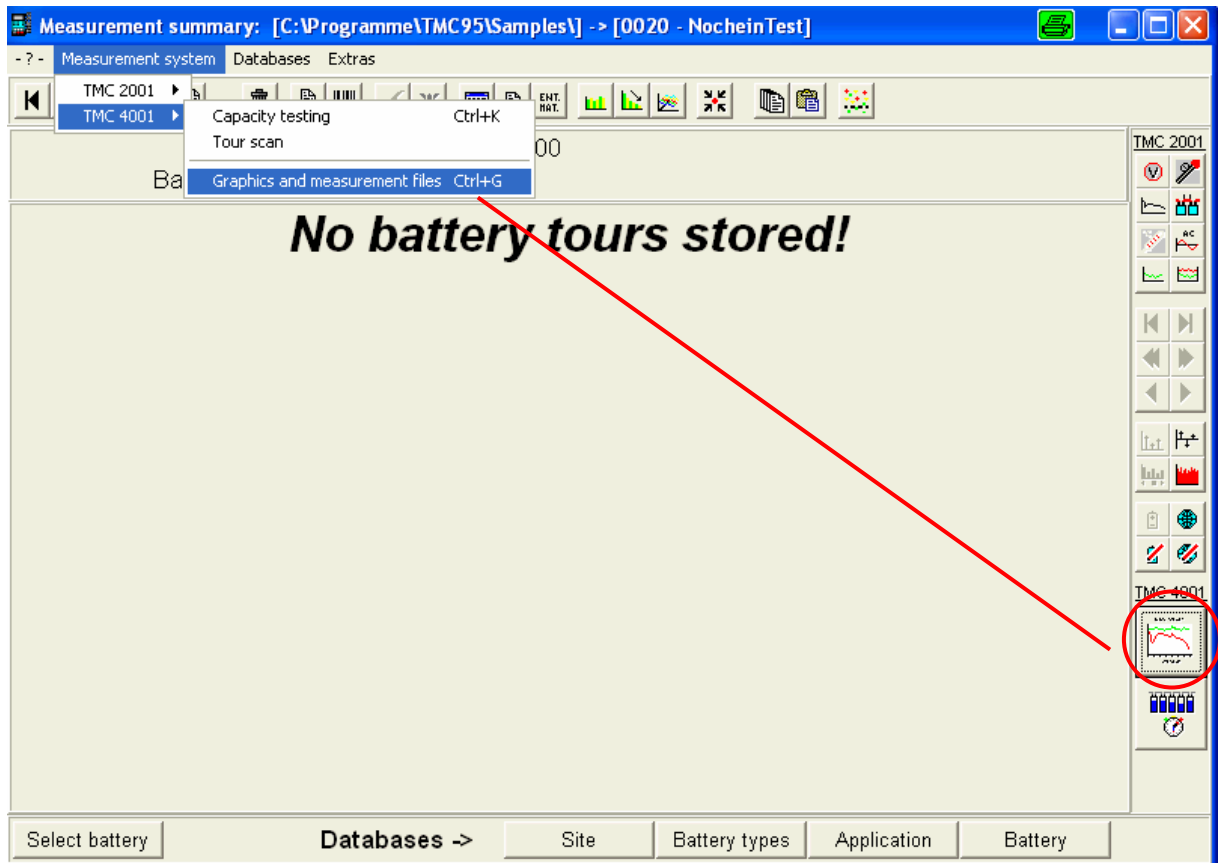 Measurement summary: [C:\Programme\TMC95\Samples\] -> [0020 - NocheinTest]
- ? - Measurement system Databases Extras
TMC 2001
TMC 4001
ENT.
MAT.
Capacity testing Ctrl+K
Tour scan
Graphics and measurement files Ctrl+G
00
Ba
No battery tours stored!
TMC 2001
V
AC
TMC 4001
Select battery Databases -> Site Battery types Application Battery